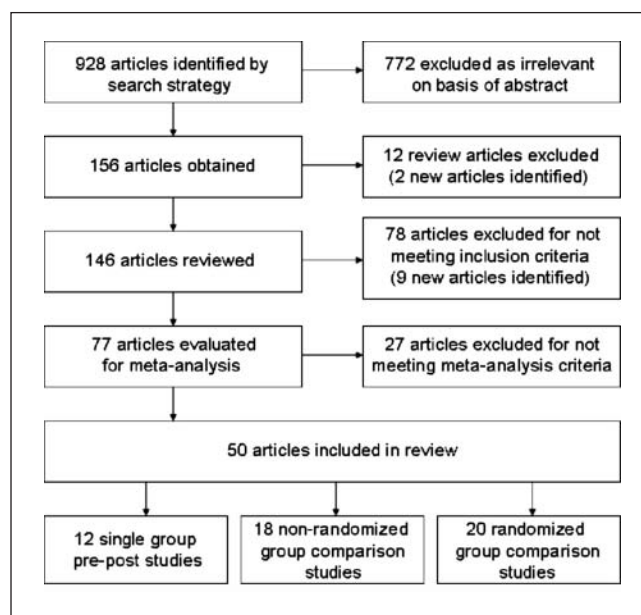 928 articles identified by
search strategy
772 excluded as irrelevant
on basis of abstract
156 articles obtained
12 review articles excluded
(2 new articles identified)
146 articles reviewed
78 articles excluded for not
meeting inclusion criteria
(9 new articles identified)
77 articles evaluated
for meta-analysis
27 articles excluded for not
meeting meta-analysis criteria
50 articles included in review
12 single group
pre-post studies
18 non-randomized
group comparison
studies
20 randomized
group comparison
studies